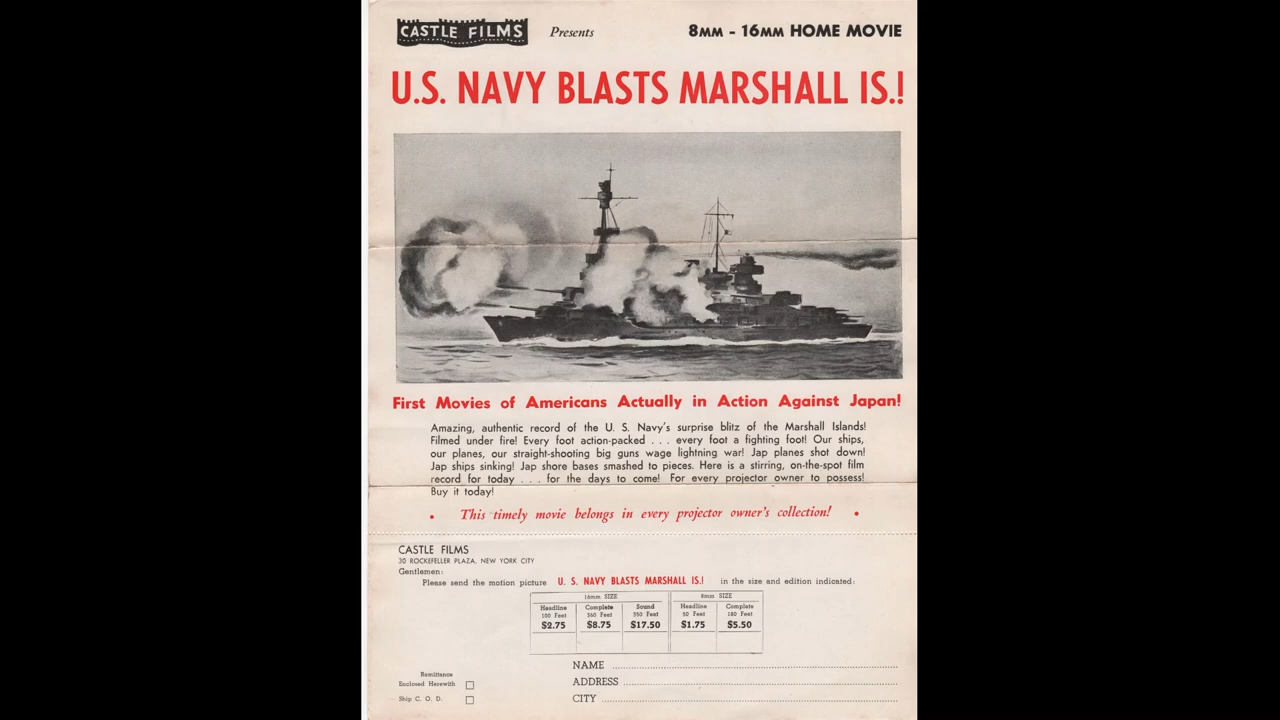 CASTLE FILMS Presents 8MM - 16MM HOME MOVIE
U.S. NAVY BLASTS MARSHALL IS.!
First Movies of Americans Actually in Action Against Japan!
Amazing, authentic record of the U. S. Navy's surprise blitz of the Marshall Islands!
Filmed under fire! Every foot action-packed . . . every foot a fighting foot! Our ships,
our planes, our straight-shooting big guns wage lightning war! Jap planes shot down!
Jap ships sinking! Jap shore bases smashed to pieces. Here is a stirring, on-the-spot film
record for today . . . for the days to come! For every projector owner to possess!
Buy it today!
• This timely movie belongs in every projector owner's collection! •
CASTLE FILMS
30 ROCKEFELLER PLAZA, NEW YORK CITY
Gentlemen:
Please send the motion picture U. S. NAVY BLASTS MARSHALL IS.! in the size and edition indicated:
16mm SIZE 8mm SIZE
Headline Complete Sound Headline Complete
100 Feet 360 Feet 350 Feet 50 Feet 180 Feet
$2.75 $8.75 $17.50 $1.75 $5.50
NAME
Remittance
Enclosed Herewith
ADDRESS
Ship C. O. D.
CITY